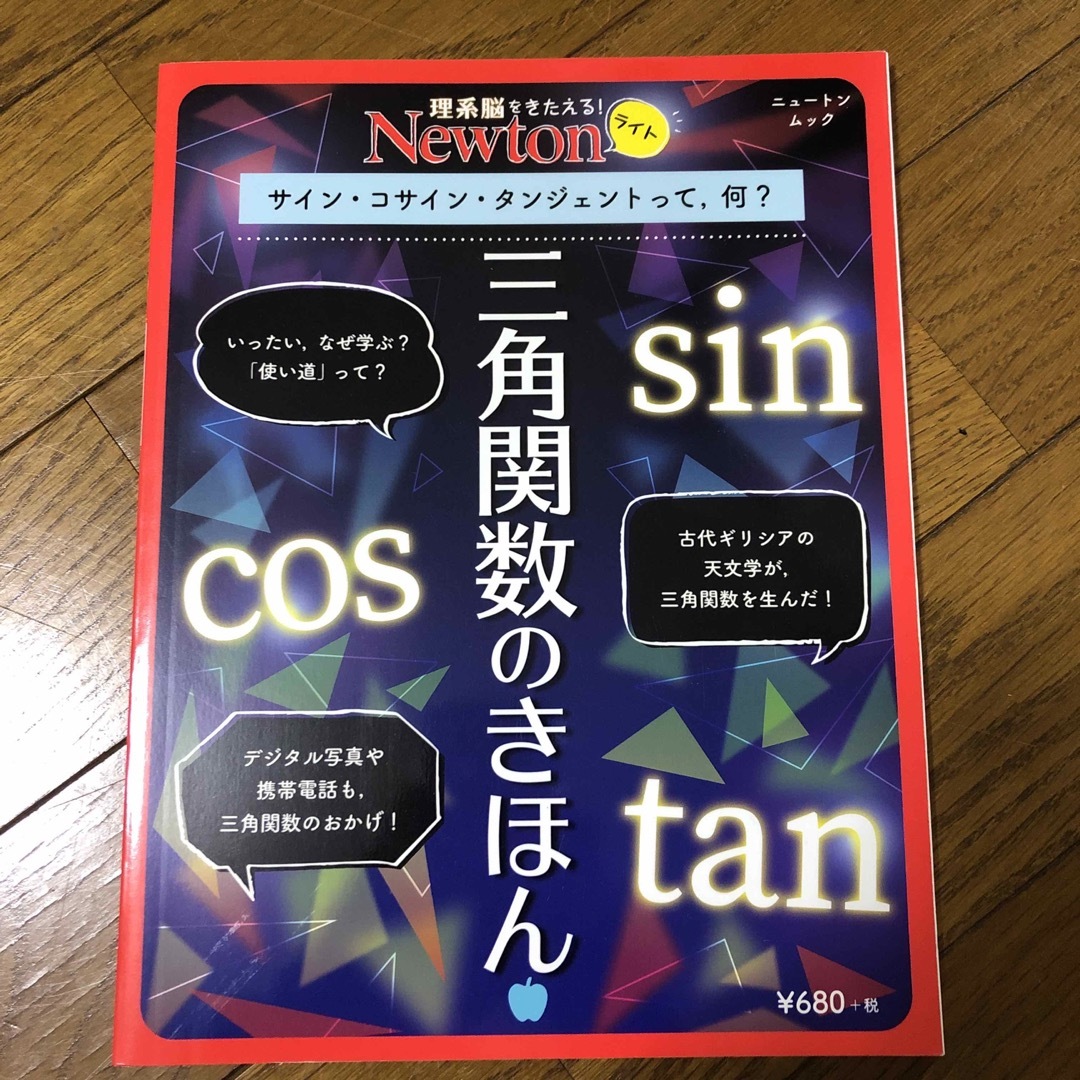 理系脳をきたえる!
Newton
ライト
ニュートン
ムック
サイン・コサイン・タンジェントって,何?
三角関数のきほん
いったい,なぜ学ぶ?
「使い道」って?
sin
cos
古代ギリシアの
天文学が,
三角関数を生んだ!
デジタル写真や
携帯電話も,
三角関数のおかげ!
tan
¥680+税